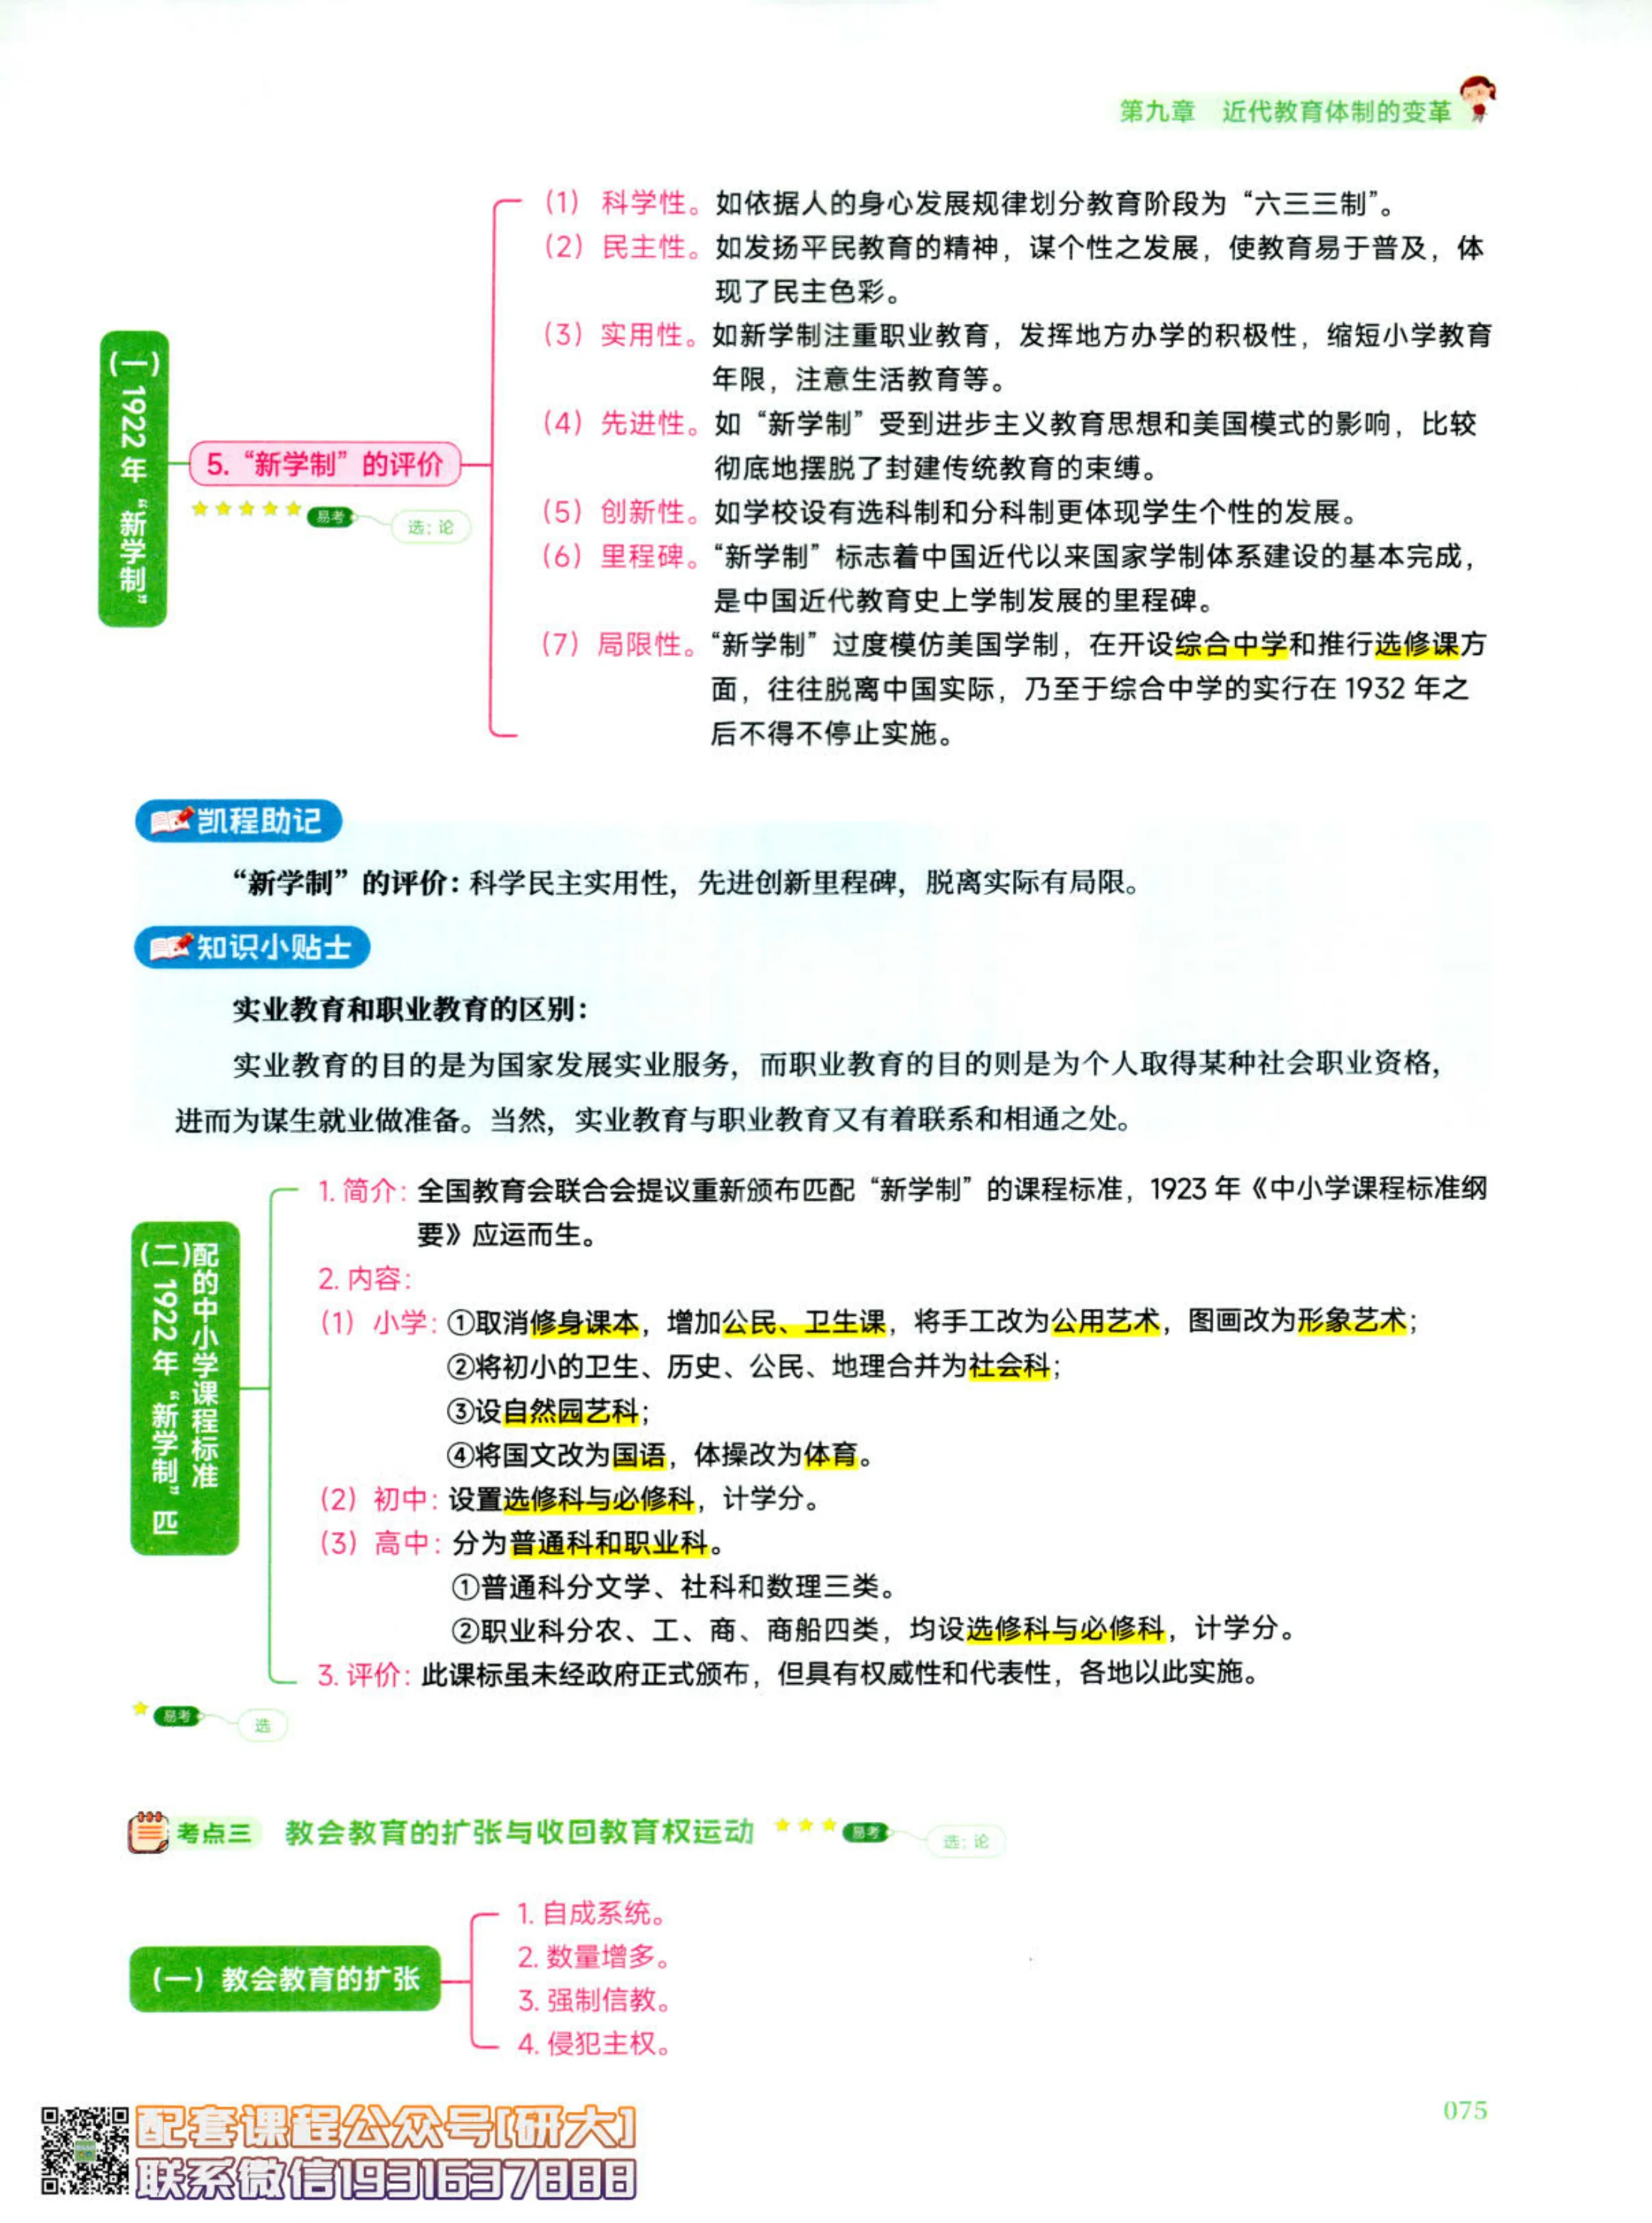 第九章 近代教育体制的变革
(一) 1922 年“新学制”
5. “新学制”的评价
易考
选; 论
(1) 科学性。如依据人的身心发展规律划分教育阶段为“六三三制”。
(2) 民主性。如发扬平民教育的精神，谋个性之发展，使教育易于普及，体
现了民主色彩。
(3) 实用性。如新学制注重职业教育，发挥地方办学的积极性，缩短小学教育
年限，注意生活教育等。
(4) 先进性。如“新学制”受到进步主义教育思想和美国模式的影响，比较
彻底地摆脱了封建传统教育的束缚。
(5) 创新性。如学校设有选科制和分科制更体现学生个性的发展。
(6) 里程碑。“新学制”标志着中国近代以来国家学制体系建设的基本完成，
是中国近代教育史上学制发展的里程碑。
(7) 局限性。“新学制”过度模仿美国学制，在开设综合中学和推行选修课方
面，往往脱离中国实际，乃至于综合中学的实行在 1932 年之
后不得不停止实施。
凯程助记
“新学制”的评价：科学民主实用性，先进创新里程碑，脱离实际有局限。
知识小贴士
实业教育和职业教育的区别：
实业教育的目的是为国家发展实业服务，而职业教育的目的则是为个人取得某种社会职业资格，
进而为谋生就业做准备。当然，实业教育与职业教育又有着联系和相通之处。
(二) 1922 年“新学制”匹
配的中小学课程标准
1. 简介：全国教育会联合会提议重新颁布匹配“新学制”的课程标准，1923 年《中小学课程标准纲
要》应运而生。
2. 内容：
(1) 小学：①取消修身课本，增加公民、卫生课，将手工改为公用艺术，图画改为形象艺术；
②将初小的卫生、历史、公民、地理合并为社会科；
③设自然园艺科；
④将国文改为国语，体操改为体育。
(2) 初中：设置选修科与必修科，计学分。
(3) 高中：分为普通科和职业科。
①普通科分文学、社科和数理三类。
②职业科分农、工、商、商船四类，均设选修科与必修科，计学分。
3. 评价：此课标虽未经政府正式颁布，但具有权威性和代表性，各地以此实施。
易考
选
考点三 教会教育的扩张与收回教育权运动
易考
选; 论
(一) 教会教育的扩张
1. 自成系统。
2. 数量增多。
3. 强制信教。
4. 侵犯主权。
075
配套课程公众号[研大]
联系微信1931637888